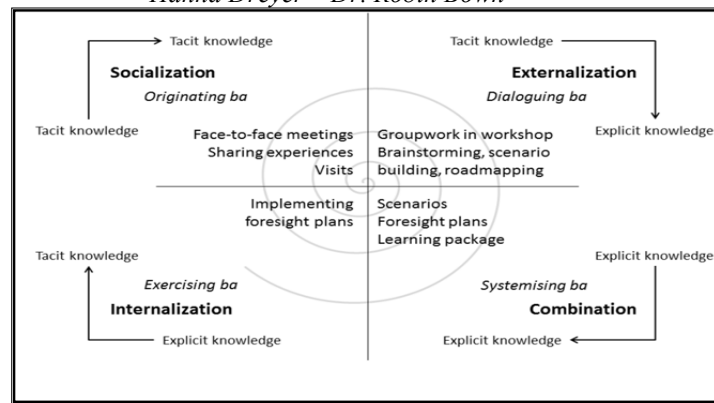 Hanna Dreyer – Dr. Robin Bown
Tacit knowledge
Socialization
Originating ba
Tacit knowledge
Face-to-face meetings
Sharing experiences
Visits
Tacit knowledge
Externalization
Dialoguing ba
Explicit knowledge
Groupwork in workshop
Brainstorming, scenario
building, roadmapping
Implementing
foresight plans
Tacit knowledge
Exercising ba
Internalization
Explicit knowledge
Scenarios
Foresight plans
Learning package
Explicit knowledge
Systemising ba
Combination
Explicit knowledge